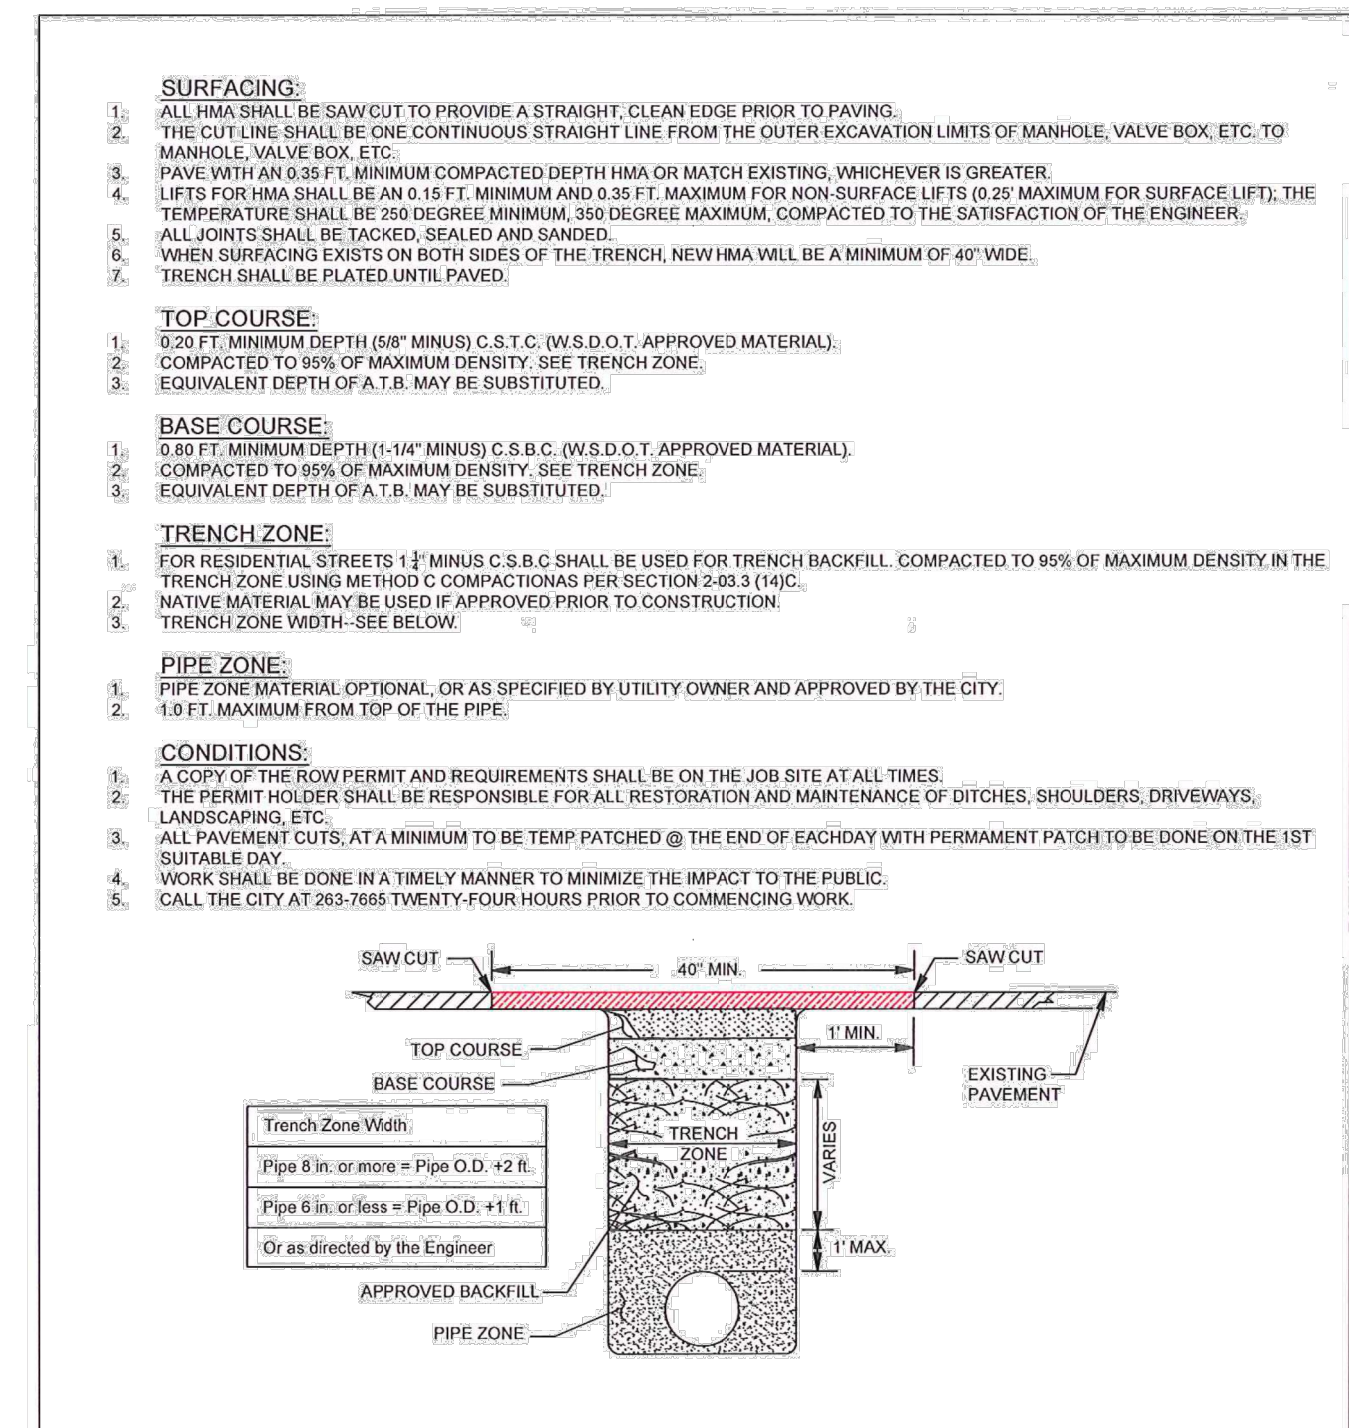 SURFACING:
1. ALL HMA SHALL BE SAW CUT TO PROVIDE A STRAIGHT, CLEAN EDGE PRIOR TO PAVING.
2. THE CUT LINE SHALL BE ONE CONTINUOUS STRAIGHT LINE FROM THE OUTER EXCAVATION LIMITS OF MANHOLE, VALVE BOX, ETC. TO
MANHOLE, VALVE BOX, ETC.
3. PAVE WITH AN 0.35 FT. MINIMUM COMPACTED DEPTH HMA OR MATCH EXISTING, WHICHEVER IS GREATER.
4. LIFTS FOR HMA SHALL BE AN 0.15 FT. MINIMUM AND 0.35 FT. MAXIMUM FOR NON-SURFACE LIFTS (0.25' MAXIMUM FOR SURFACE LIFT); THE
TEMPERATURE SHALL BE 250 DEGREE MINIMUM, 350 DEGREE MAXIMUM, COMPACTED TO THE SATISFACTION OF THE ENGINEER.
5. ALL JOINTS SHALL BE TACKED, SEALED AND SANDED.
6. WHEN SURFACING EXISTS ON BOTH SIDES OF THE TRENCH, NEW HMA WILL BE A MINIMUM OF 40" WIDE.
7. TRENCH SHALL BE PLATED UNTIL PAVED.
TOP COURSE:
1. 0.20 FT. MINIMUM DEPTH (5/8" MINUS) C.S.T.C. (W.S.D.O.T. APPROVED MATERIAL).
2. COMPACTED TO 95% OF MAXIMUM DENSITY. SEE TRENCH ZONE.
3. EQUIVALENT DEPTH OF A.T.B. MAY BE SUBSTITUTED.
BASE COURSE:
1. 0.80 FT. MINIMUM DEPTH (1-1/4" MINUS) C.S.B.C. (W.S.D.O.T. APPROVED MATERIAL).
2. COMPACTED TO 95% OF MAXIMUM DENSITY. SEE TRENCH ZONE.
3. EQUIVALENT DEPTH OF A.T.B. MAY BE SUBSTITUTED.
TRENCH ZONE:
1. FOR RESIDENTIAL STREETS 1 1/4" MINUS C.S.B.C SHALL BE USED FOR TRENCH BACKFILL. COMPACTED TO 95% OF MAXIMUM DENSITY IN THE
TRENCH ZONE USING METHOD C COMPACTIONAS PER SECTION 2-03.3 (14)C.
2. NATIVE MATERIAL MAY BE USED IF APPROVED PRIOR TO CONSTRUCTION.
3. TRENCH ZONE WIDTH--SEE BELOW.
PIPE ZONE:
1. PIPE ZONE MATERIAL OPTIONAL, OR AS SPECIFIED BY UTILITY OWNER AND APPROVED BY THE CITY.
2. 1.0 FT. MAXIMUM FROM TOP OF THE PIPE.
CONDITIONS:
1. A COPY OF THE ROW PERMIT AND REQUIREMENTS SHALL BE ON THE JOB SITE AT ALL TIMES.
2. THE PERMIT HOLDER SHALL BE RESPONSIBLE FOR ALL RESTORATION AND MAINTENANCE OF DITCHES, SHOULDERS, DRIVEWAYS,
LANDSCAPING, ETC.
3. ALL PAVEMENT CUTS, AT A MINIMUM TO BE TEMP PATCHED @ THE END OF EACHDAY WITH PERMAMENT PATCH TO BE DONE ON THE 1ST
SUITABLE DAY.
4. WORK SHALL BE DONE IN A TIMELY MANNER TO MINIMIZE THE IMPACT TO THE PUBLIC.
5. CALL THE CITY AT 263-7665 TWENTY-FOUR HOURS PRIOR TO COMMENCING WORK.
SAW CUT
40" MIN.
SAW CUT
1' MIN.
TOP COURSE
BASE COURSE
EXISTING
PAVEMENT
Trench Zone Width
Pipe 8 in. or more = Pipe O.D. +2 ft.
Pipe 6 in. or less = Pipe O.D. +1 ft.
Or as directed by the Engineer
TRENCH
ZONE
VARIES
1' MAX.
APPROVED BACKFILL
PIPE ZONE